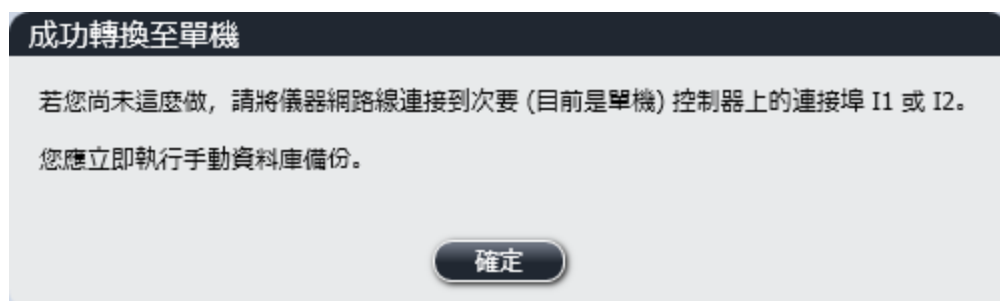 成功轉換至單機
若您尚未這麼做，請將儀器網路線連接到次要 (目前是單機) 控制器上的連接埠 I1 或 I2。
您應立即執行手動資料庫備份。
確定